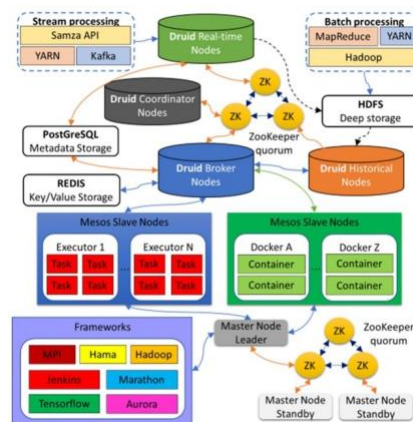 Stream processing
Samza API
YARN
Kafka
Druid Real-time
Nodes
Batch processing
MapReduce
YARN
Hadoop
ZK
ZK
ZK
Druid Coordinator
Nodes
HDFS
Deep storage
ZooKeeper
quorum
PostGreSQL
Metadata Storage
REDIS
Key/Value Storage
Druid Broker
Nodes
Druid Historical
Nodes
Mesos Slave Nodes
Executor 1
Executor N
Task
Task
Task
Task
Task
Task
Task
Task
...
...
Mesos Slave Nodes
Docker A
Docker Z
Container
Container
Container
Container
...
...
Frameworks
MPI
Hama
Hadoop
Jenkins
Marathon
Tensorflow
Aurora
Master Node
Leader
ZK
ZK
ZK
ZooKeeper
quorum
Master Node
Standby
Master Node
Standby